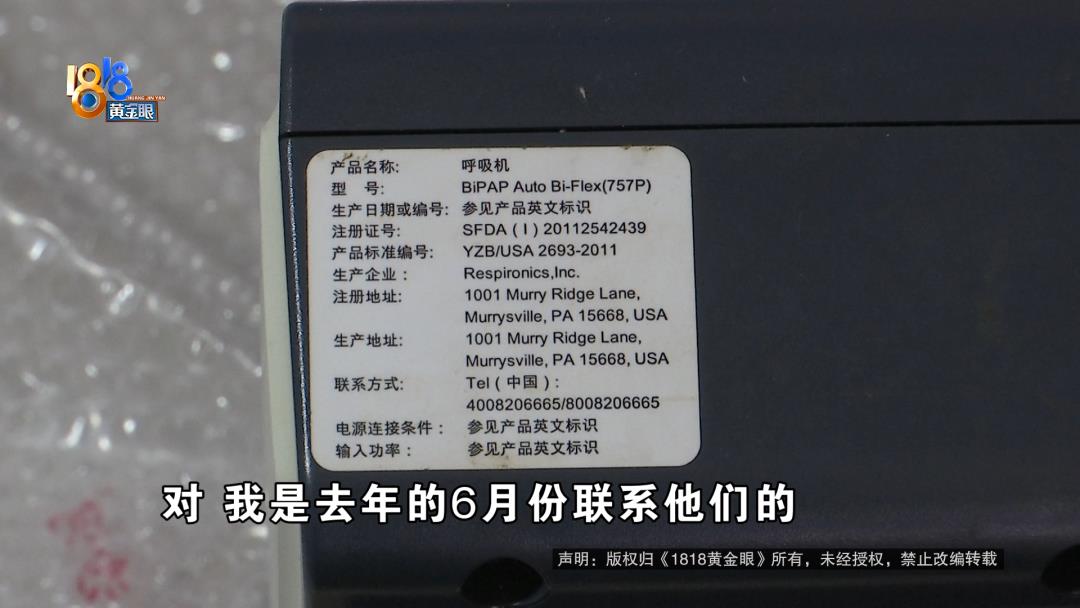 1818
HUANG JIN YAN
黄金眼
产品名称: 呼吸机
型 号: BiPAP Auto Bi-Flex(757P)
生产日期或编号: 参见产品英文标识
注册证号: SFDA ( I ) 20112542439
产品标准编号: YZB/USA 2693-2011
生产企业: Respironics,Inc.
注册地址: 1001 Murry Ridge Lane,
Murrysville, PA 15668, USA
生产地址: 1001 Murry Ridge Lane,
Murrysville, PA 15668, USA
联系方式: Tel ( 中国 ) :
4008206665/8008206665
电源连接条件: 参见产品英文标识
输入功率: 参见产品英文标识
对 我是去年的6月份联系他们的
声明：版权归《1818黄金眼》所有，未经授权，禁止改编转载